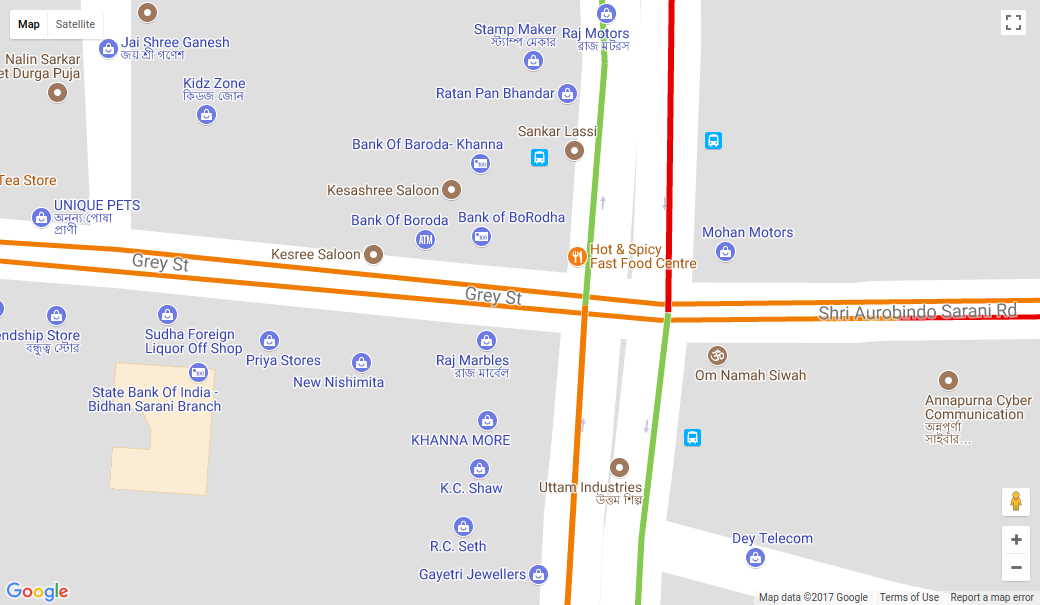 Map
Satellite
Jai Shree Ganesh
জয় শ্রী গণেশ
Nalin Sarkar
et Durga Puja
Kidz Zone
কিডজ জোন
Stamp Maker
স্ট্যাম্প মেকার
Raj Motors
রাজ মটরস
Ratan Pan Bhandar
Sankar Lassi
Bank Of Baroda- Khanna
Kesashree Saloon
Tea Store
UNIQUE PETS
অনন্য পোষা
প্রাণী
Bank Of Boroda
ATM
Bank of BoRodha
Mohan Motors
Kesree Saloon
Hot & Spicy
Fast Food Centre
Grey St
Grey St
Shri Aurobindo Sarani Rd
endship Store
বন্ধুত্ব স্টোর
Sudha Foreign
Liquor Off Shop
Priya Stores
New Nishimita
Raj Marbles
রাজ মার্বেল
Om Namah Siwah
State Bank Of India -
Bidhan Sarani Branch
Annapurna Cyber
Communication
অন্নপূর্ণা
সাইবার...
KHANNA MORE
K.C. Shaw
Uttam Industries
উত্তম শিল্প
R.C. Seth
Dey Telecom
Gayetri Jewellers
Google
Map data ©2017 Google
Terms of Use
Report a map error